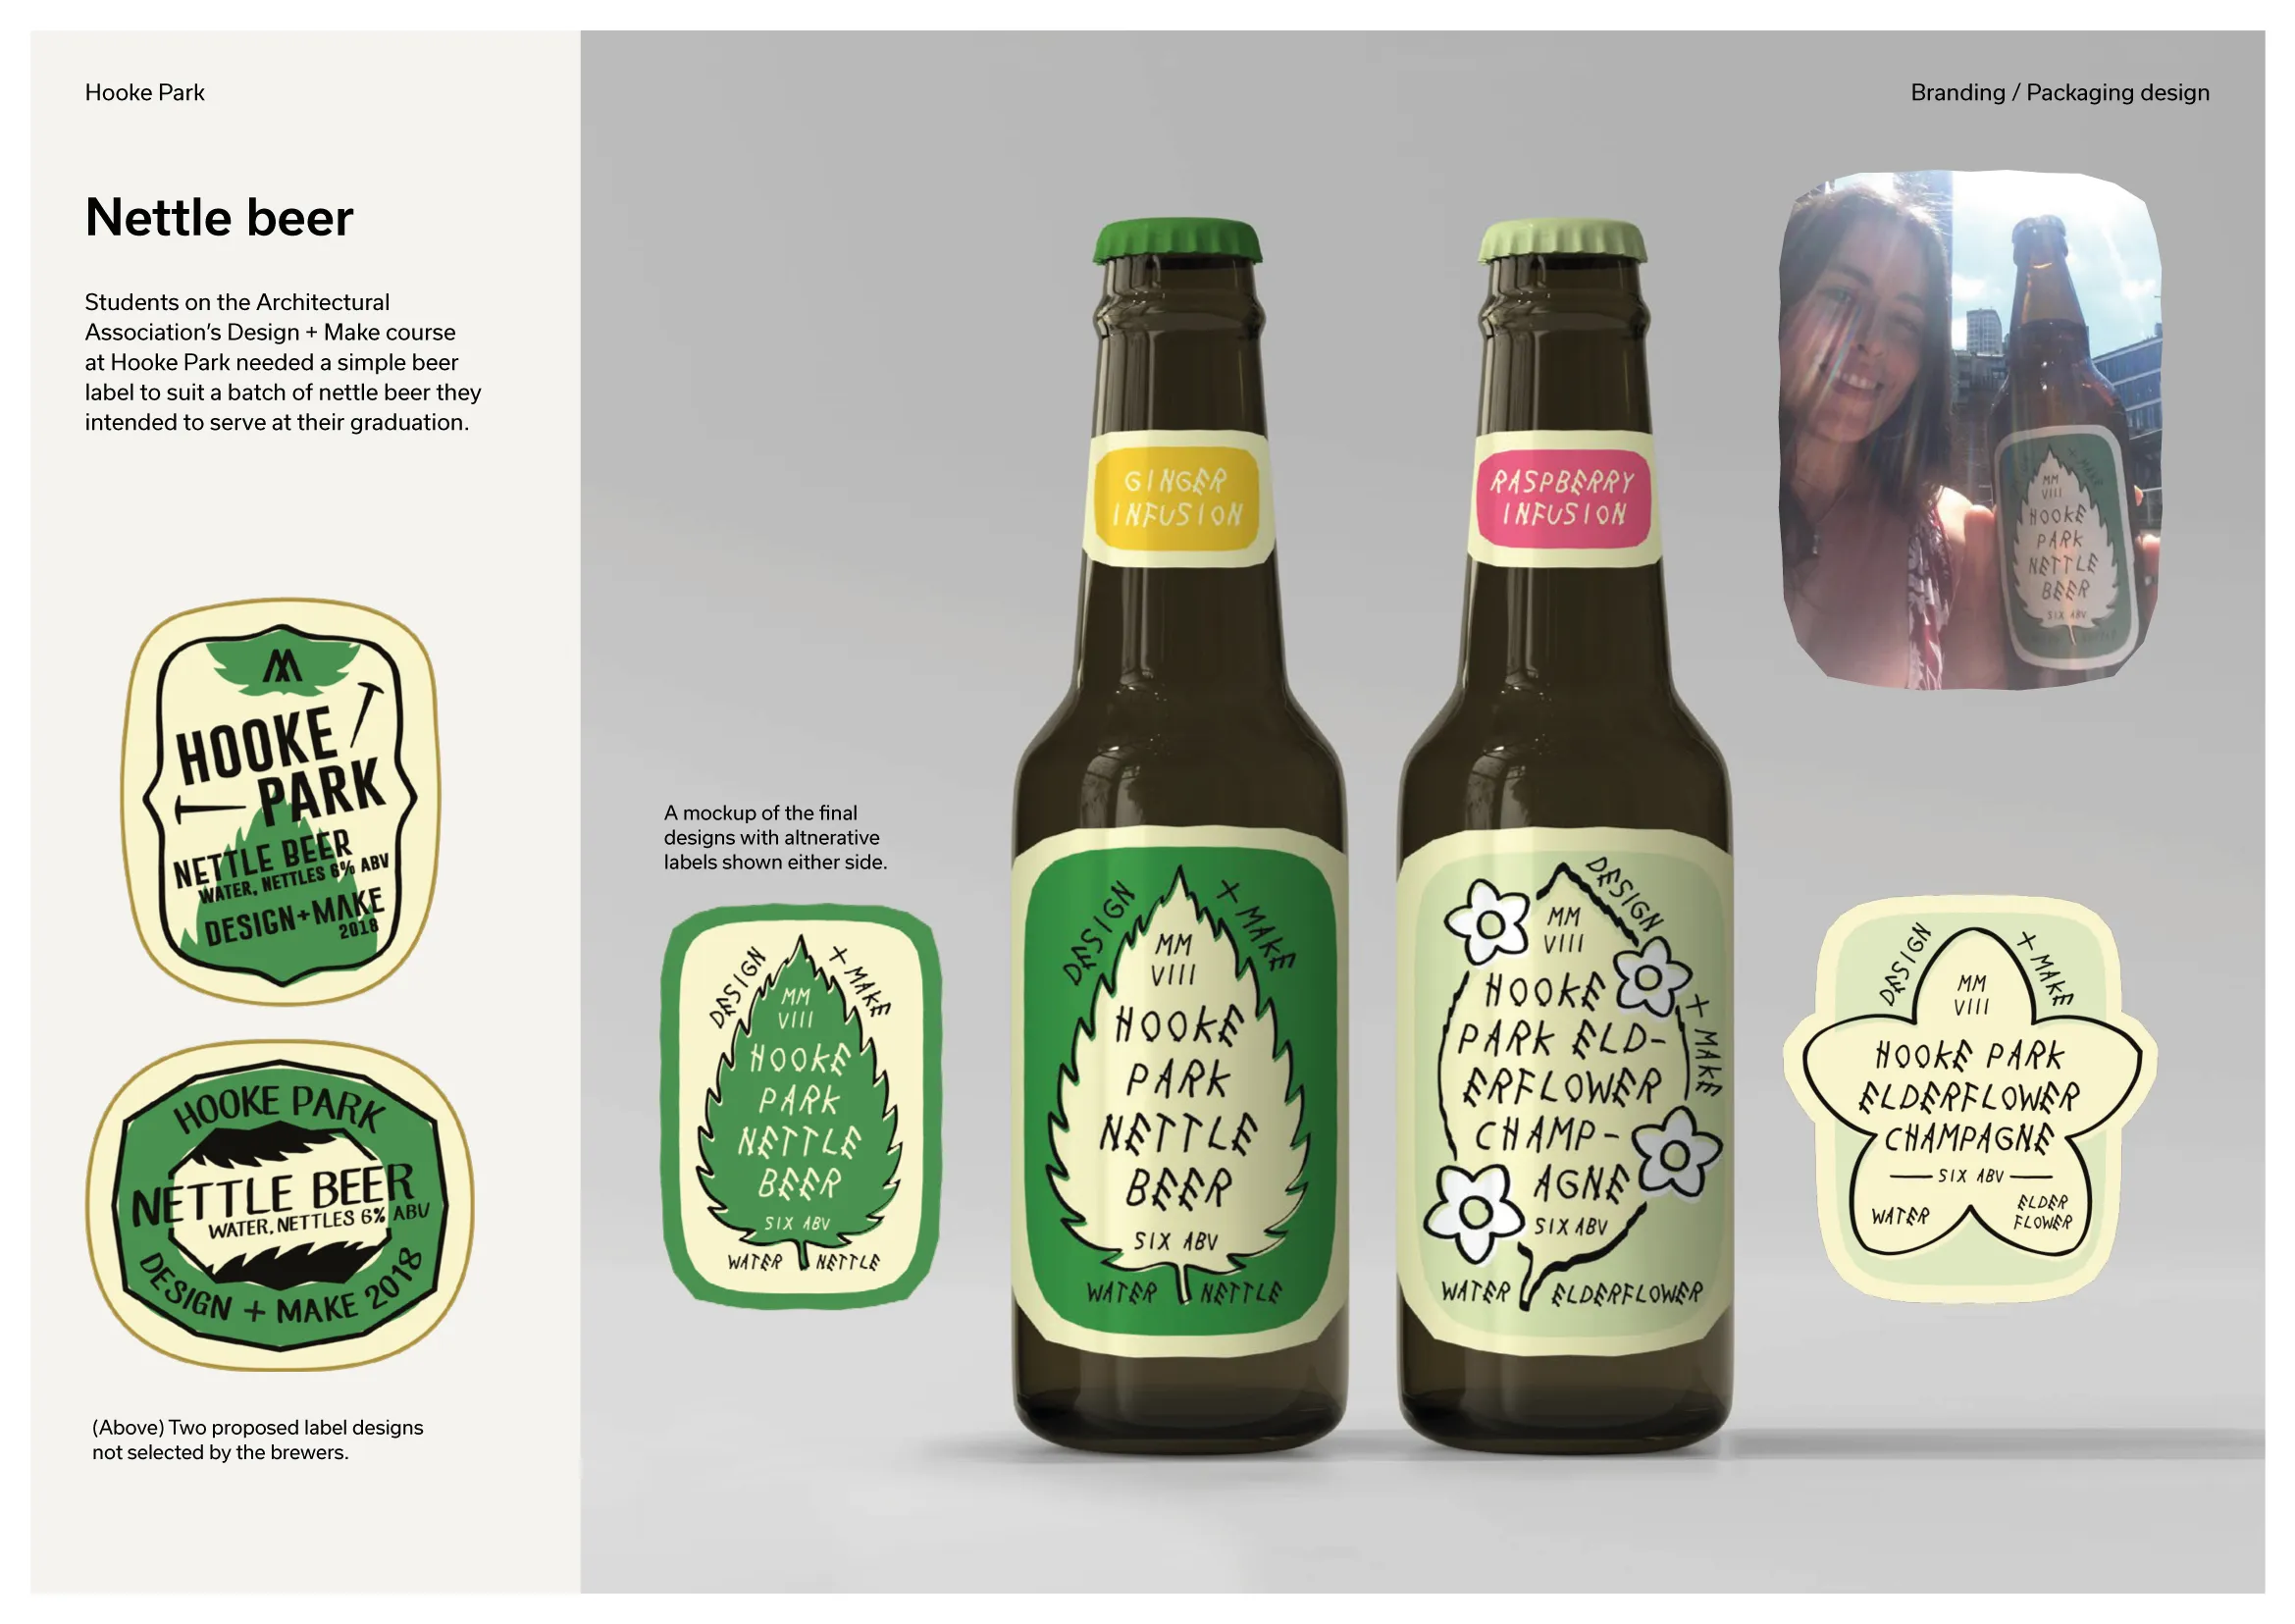 Hooke Park
Branding / Packaging design
Nettle beer
Students on the Architectural
Association's Design + Make course
at Hooke Park needed a simple beer
label to suit a batch of nettle beer they
intended to serve at their graduation.
M
HOOKE
PARK
NETTLE BEER
WATER, NETTLES 6% ABV
DESIGN+MAKE
2018
HOOKE PARK
NETTLE BEER
WATER, NETTLES 6% ABV
DESIGN + MAKE 2018
(Above) Two proposed label designs
not selected by the brewers.
A mockup of the final
designs with altnerative
labels shown either side.
DESIGN + MAKE
MM
VIII
HOOKE
PARK
NETTLE
BEER
SIX ABV
WATER NETTLE
GINGER
INFUSION
DESIGN + MAKE
MM
VIII
HOOKE
PARK
NETTLE
BEER
SIX ABV
WATER NETTLE
RASPBERRY
INFUSION
DESIGN + MAKE
MM
VIII
HOOKE
PARK ELD-
ERFLOWER
CHAMP-
AGNE
SIX ABV
WATER ELDERFLOWER
+ MAKE
MM
VIII
HOOKE
PARK
NETTLE
BEER
SIX ABV
DESIGN + MAKE
MM
VIII
HOOKE PARK
ELDERFLOWER
CHAMPAGNE
SIX ABV
WATER
ELDER
FLOWER